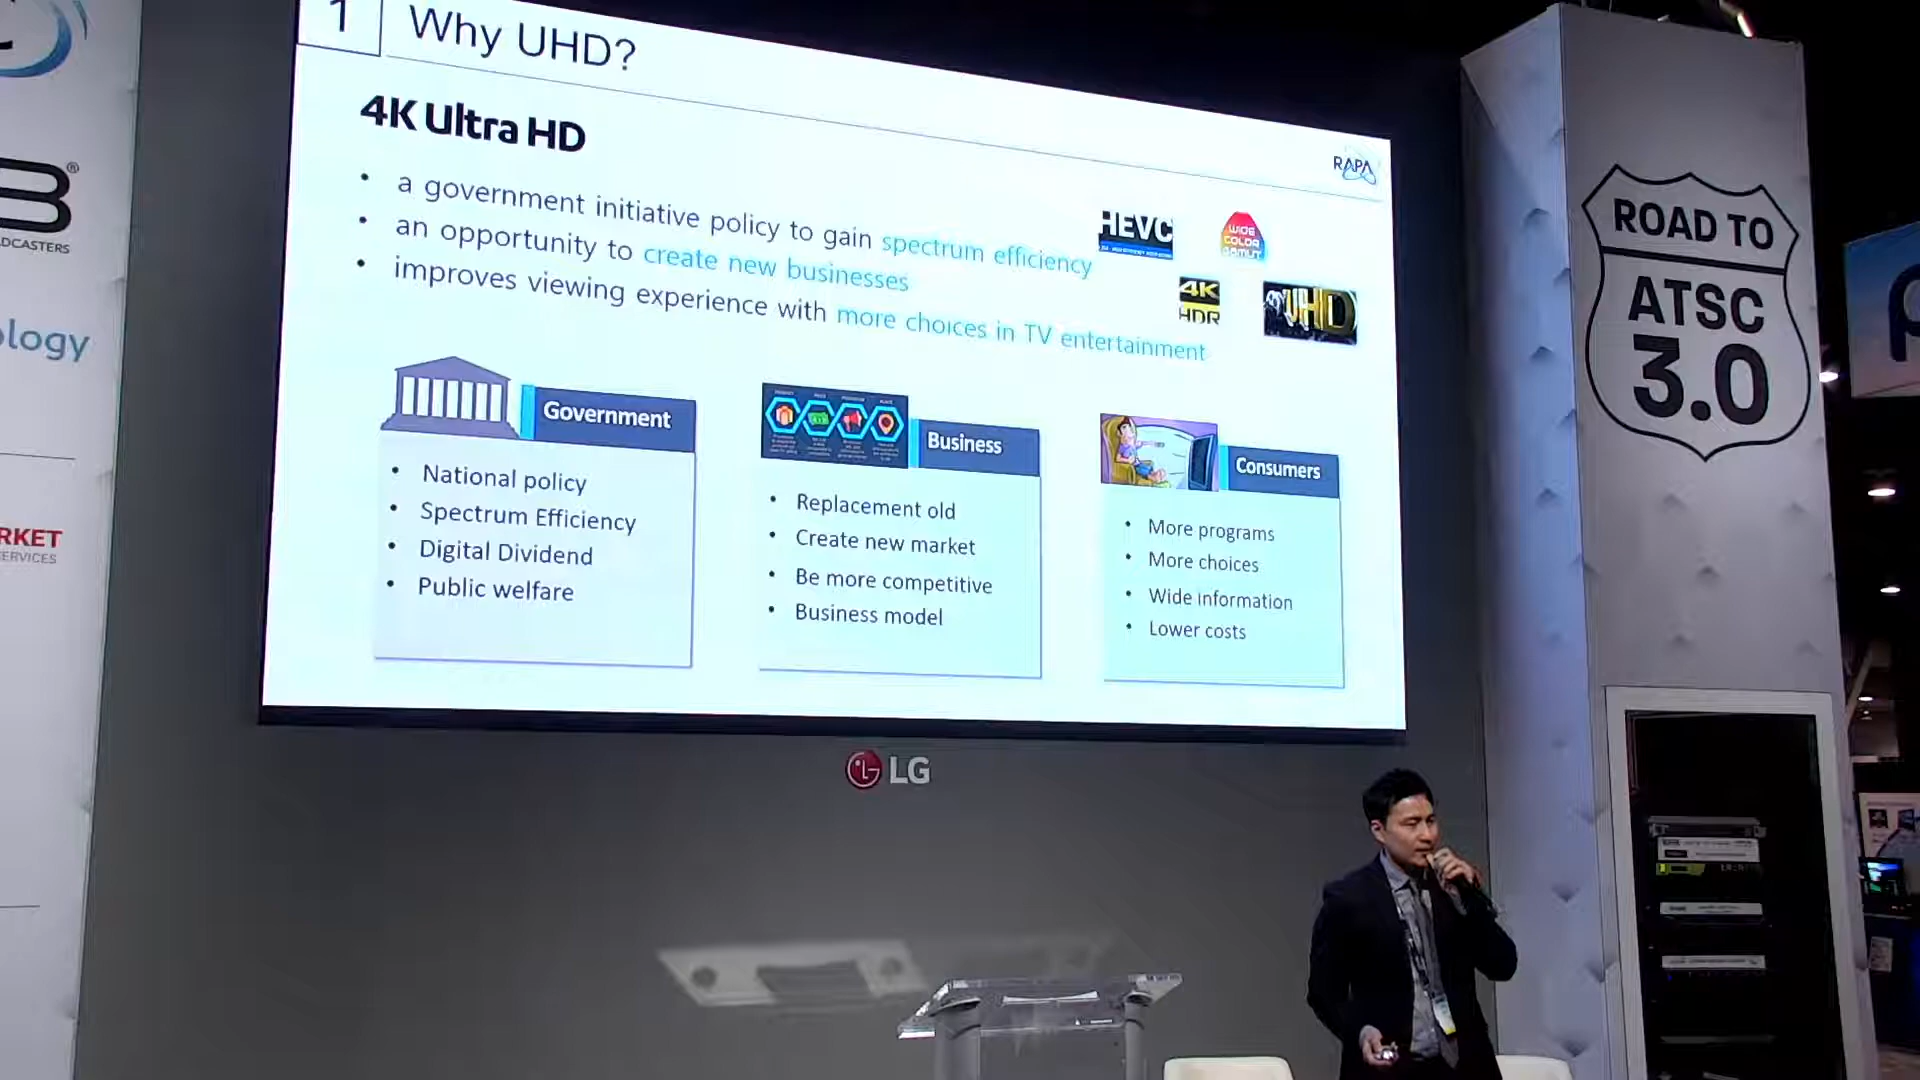 1
Why UHD?
4K Ultra HD
RAPA
• a government initiative policy to gain spectrum efficiency
• an opportunity to create new businesses
• improves viewing experience with more choices in TV entertainment
HEVC
WIDE
COLOR
GAMUT
4K
HDR
UHD
Government
• National policy
• Spectrum Efficiency
• Digital Dividend
• Public welfare
Business
• Replacement old
• Create new market
• Be more competitive
• Business model
Consumers
• More programs
• More choices
• Wide information
• Lower costs
LG
ROAD TO
ATSC
3.0
B®
DCASTERS
ology
RKET
ERVICES